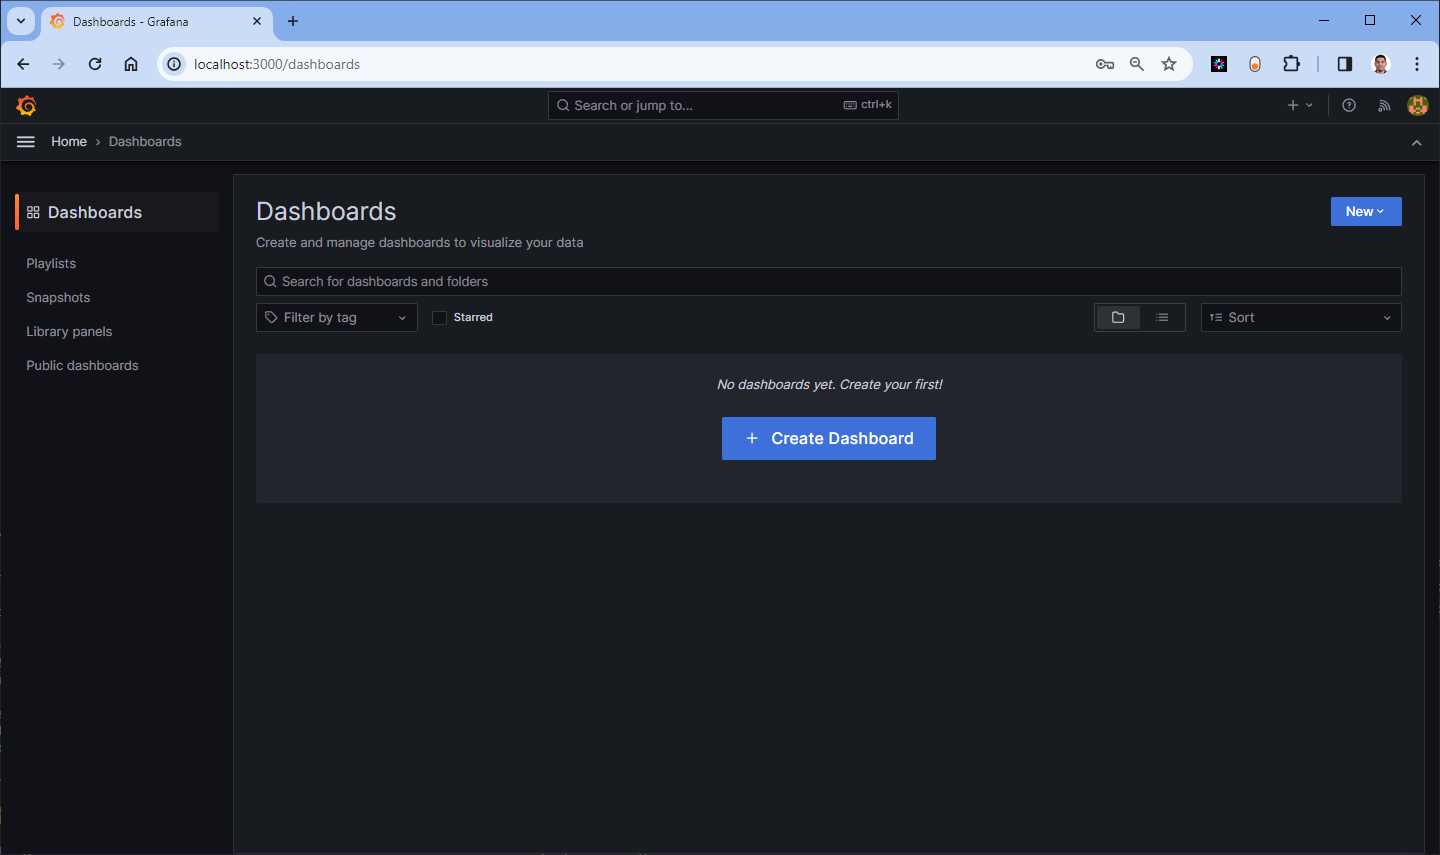 Dashboards - Grafana
localhost:3000/dashboards
Search or jump to... ctrl+k
Home › Dashboards
Dashboards
Playlists
Snapshots
Library panels
Public dashboards
Dashboards
New
Create and manage dashboards to visualize your data
Search for dashboards and folders
Filter by tag Starred Sort
No dashboards yet. Create your first!
+ Create Dashboard